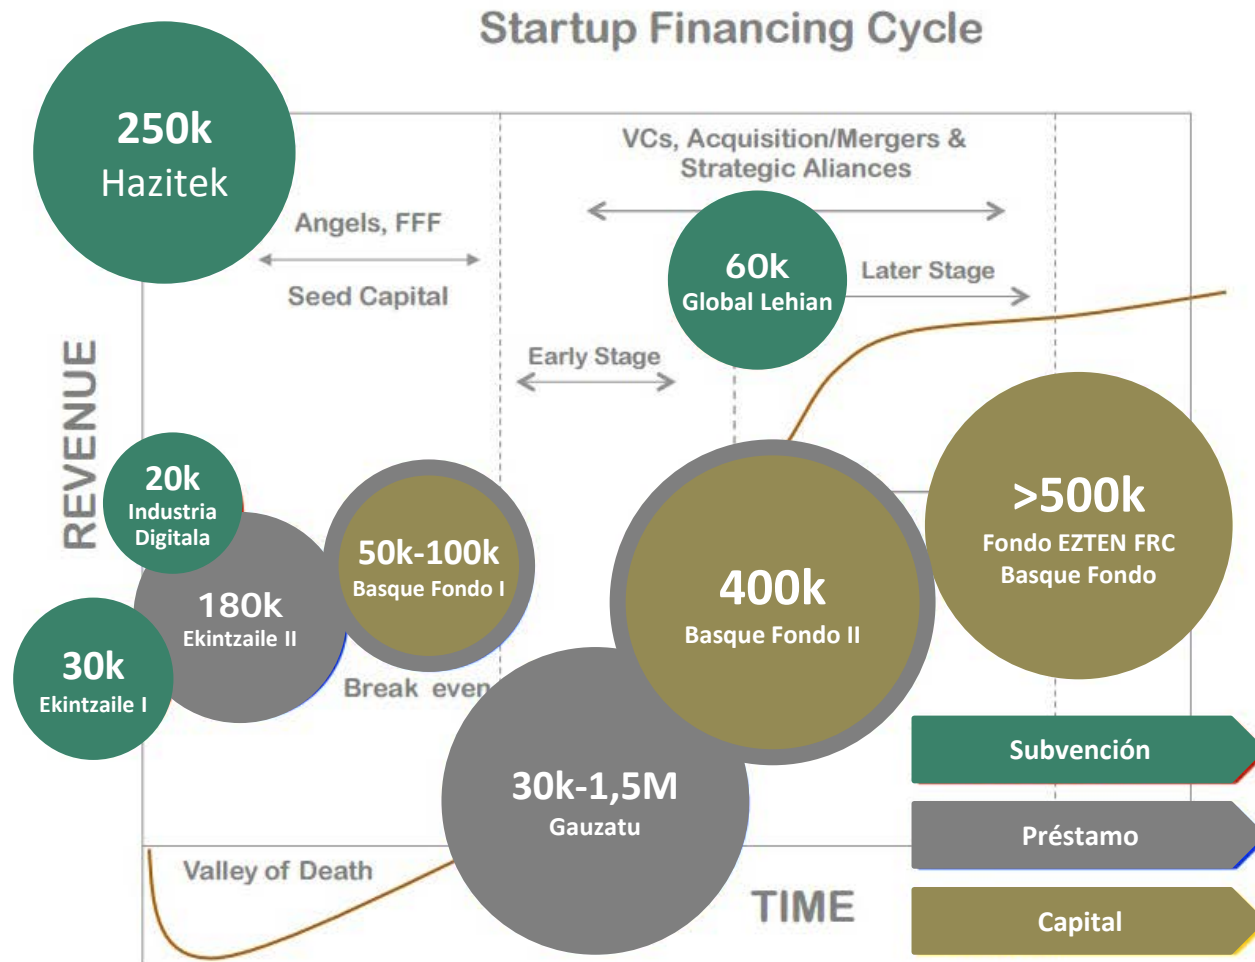 Startup Financing Cycle
250k
Hazitek
VCs, Acquisition/Mergers &
Strategic Aliances
Angels, FFF
Seed Capital
60k
Global Lehian
Later Stage
Early Stage
REVENUE
20k
Industria
Digitala
180k
Ekintzaile II
30k
Ekintzaile I
50k-100k
Basque Fondo I
Break even
400k
Basque Fondo II
>500k
Fondo EZTEN FRC
Basque Fondo
30k-1,5M
Gauzatu
Valley of Death
TIME
Subvención
Préstamo
Capital